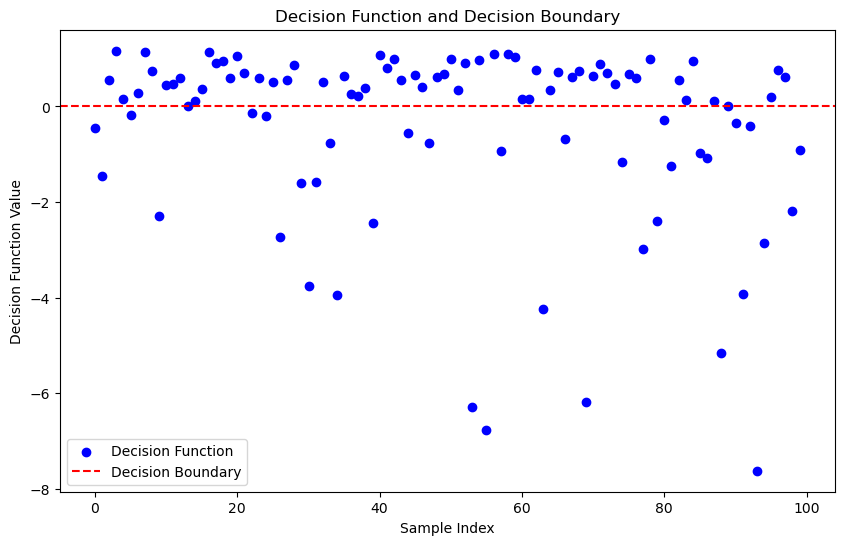 Decision Function and Decision Boundary
Decision Function Value
0
−2
−4
−6
−8
Decision Function
Decision Boundary
0
20
40
60
80
100
Sample Index